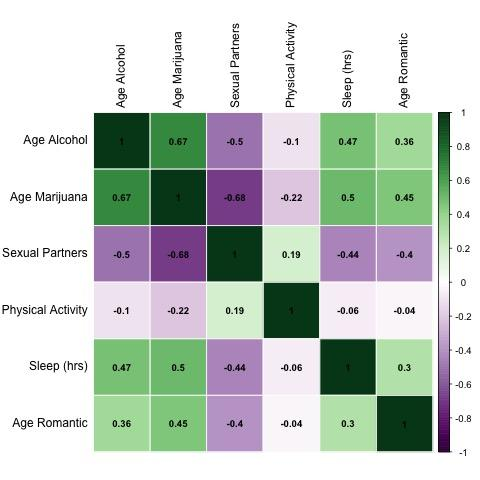 Age Alcohol
Age Marijuana
Sexual Partners
Physical Activity
Sleep (hrs)
Age Romantic
Age Alcohol 1 0.67 -0.5 -0.1 0.47 0.36
Age Marijuana 0.67 1 -0.68 -0.22 0.5 0.45
Sexual Partners -0.5 -0.68 1 0.19 -0.44 -0.4
Physical Activity -0.1 -0.22 0.19 1 -0.06 -0.04
Sleep (hrs) 0.47 0.5 -0.44 -0.06 1 0.3
Age Romantic 0.36 0.45 -0.4 -0.04 0.3 1
1
0.8
0.6
0.4
0.2
0
-0.2
-0.4
-0.6
-0.8
-1